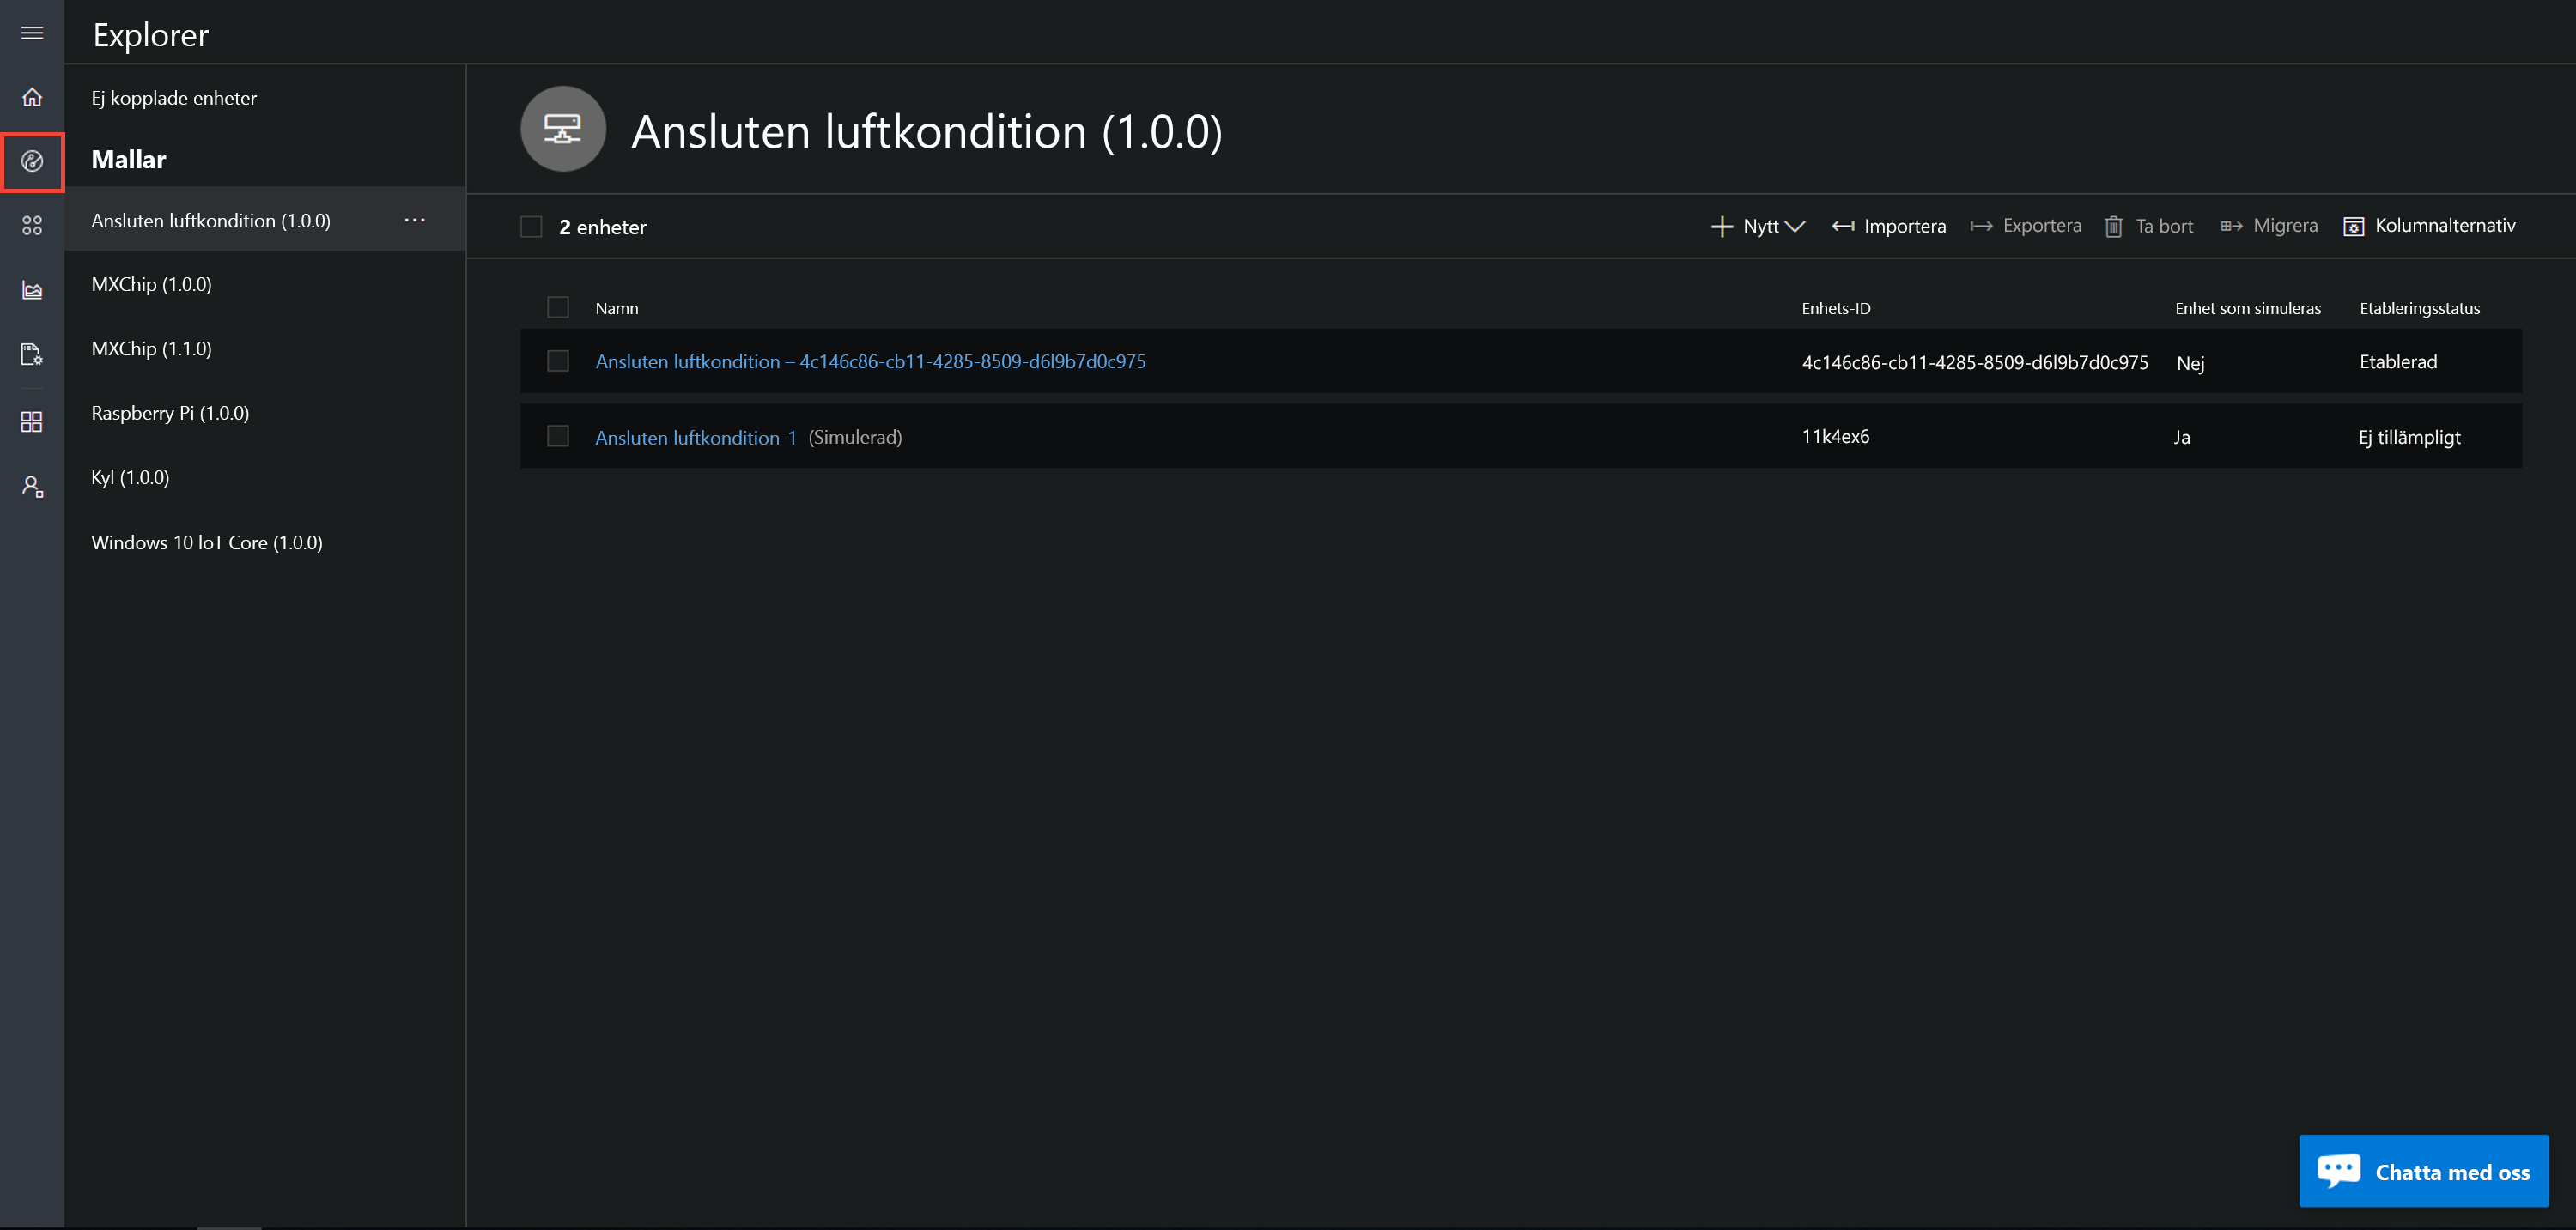 Explorer
Ej kopplade enheter
Mallar
Ansluten luftkondition (1.0.0) ...
MXChip (1.0.0)
MXChip (1.1.0)
Raspberry Pi (1.0.0)
Kyl (1.0.0)
Windows 10 IoT Core (1.0.0)
Ansluten luftkondition (1.0.0)
2 enheter Nytt Importera Exportera Ta bort Migrera Kolumnalternativ
Namn Enhets-ID Enhet som simuleras Etableringsstatus
Ansluten luftkondition – 4c146c86-cb11-4285-8509-d6l9b7d0c975 4c146c86-cb11-4285-8509-d6l9b7d0c975 Nej Etablerad
Ansluten luftkondition-1 (Simulerad) 11k4ex6 Ja Ej tillämpligt
Chatta med oss